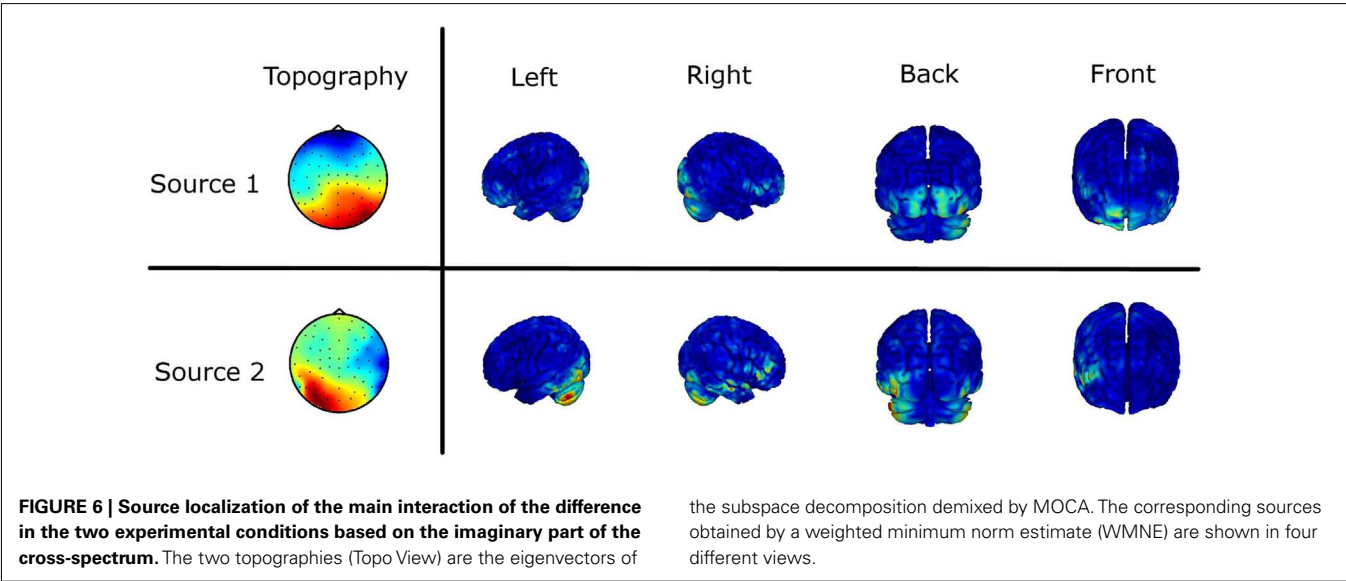 Topography Left Right Back Front
Source 1
Source 2
FIGURE 6 | Source localization of the main interaction of the difference
in the two experimental conditions based on the imaginary part of the
cross-spectrum. The two topographies (Topo View) are the eigenvectors of
the subspace decomposition demixed by MOCA. The corresponding sources
obtained by a weighted minimum norm estimate (WMNE) are shown in four
different views.